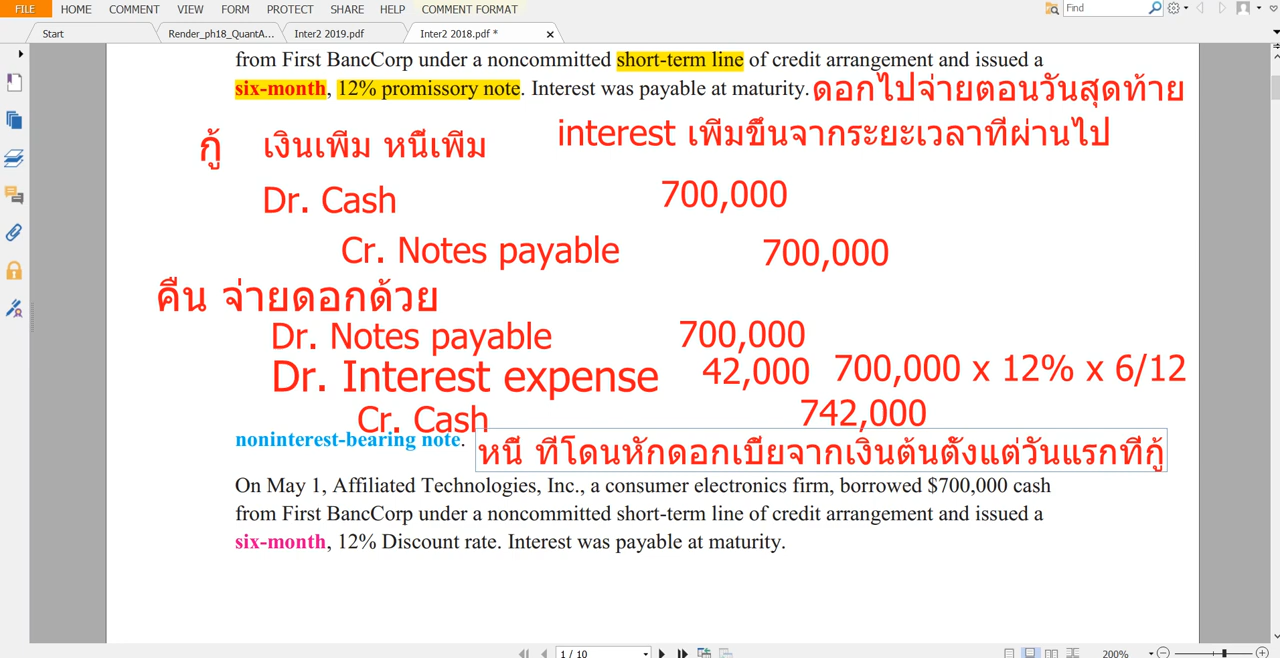 FILE HOME COMMENT VIEW FORM PROTECT SHARE HELP COMMENT FORMAT Find
Start Render_ph18_QuantA... Inter2 2019.pdf Inter2 2018.pdf *
from First BancCorp under a noncommitted short-term line of credit arrangement and issued a
six-month, 12% promissory note. Interest was payable at maturity. ดอกไปจ่ายตอนวันสุดท้าย
กู้ เงินเพิ่ม หนี้เพิ่ม interest เพิ่มขึ้นจากระยะเวลาที่ผ่านไป
Dr. Cash 700,000
Cr. Notes payable 700,000
คืน จ่ายดอกด้วย
Dr. Notes payable 700,000
Dr. Interest expense 42,000 700,000 x 12% x 6/12
Cr. Cash 742,000
noninterest-bearing note. หนี้ ที่โดนหักดอกเบี้ยจากเงินต้นตั้งแต่วันแรกที่กู้
On May 1, Affiliated Technologies, Inc., a consumer electronics firm, borrowed $700,000 cash
from First BancCorp under a noncommitted short-term line of credit arrangement and issued a
six-month, 12% Discount rate. Interest was payable at maturity.
1 / 10 200%